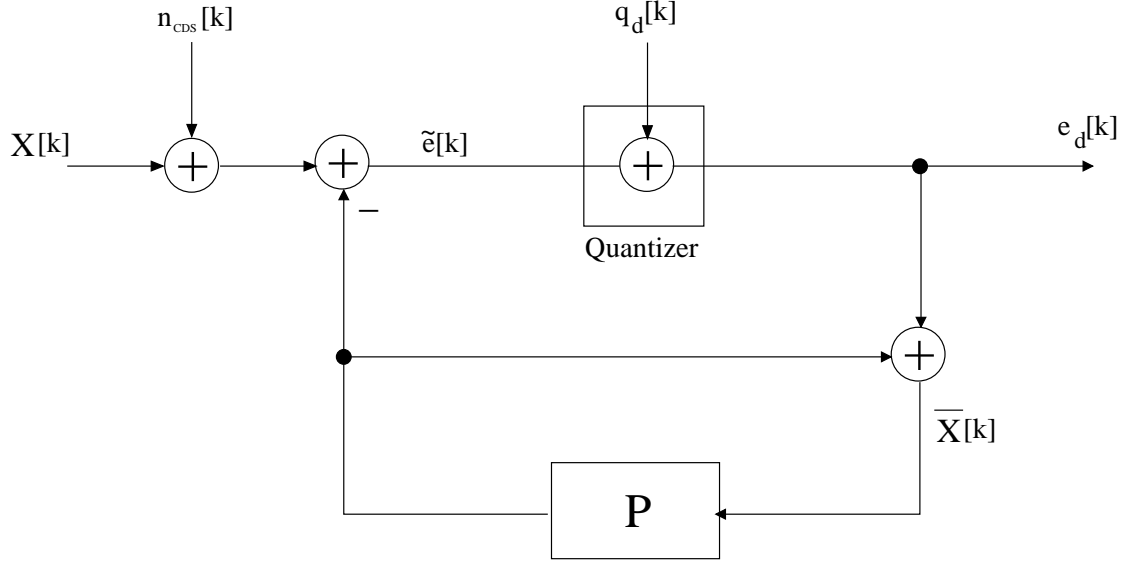 n_CDS[k]
q_d[k]
X[k]
+
+
ẽ[k]
+
e_d[k]
−
Quantizer
+
X̅[k]
P